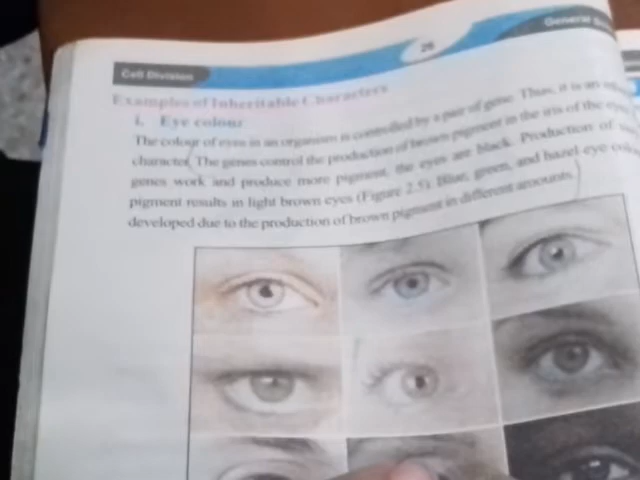 Cell Division
26
General
Examples of Inheritable Characters
i. Eye colour
The colour of eyes in an organism is controlled by a pair of gene. Thus, it is an
character. The genes control the production of brown pigment in the iris of the eye.
genes work and produce more pigment, the eyes are black. Production of
pigment results in light brown eyes (Figure 2.5). Blue, green, and hazel eye
developed due to the production of brown pigment in different amounts.